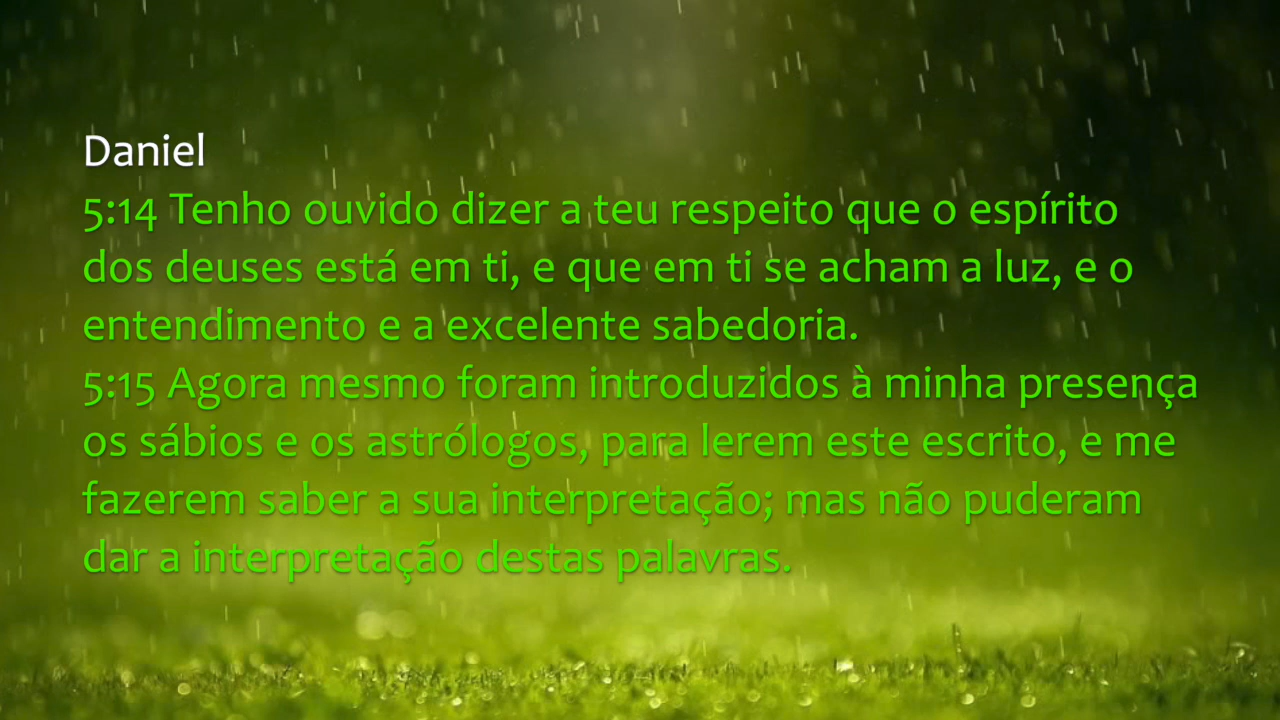 Daniel
5:14 Tenho ouvido dizer a teu respeito que o espírito
dos deuses está em ti, e que em ti se acham a luz, e o
entendimento e a excelente sabedoria.
5:15 Agora mesmo foram introduzidos à minha presença
os sábios e os astrólogos, para lerem este escrito, e me
fazerem saber a sua interpretação; mas não puderam
dar a interpretação destas palavras.